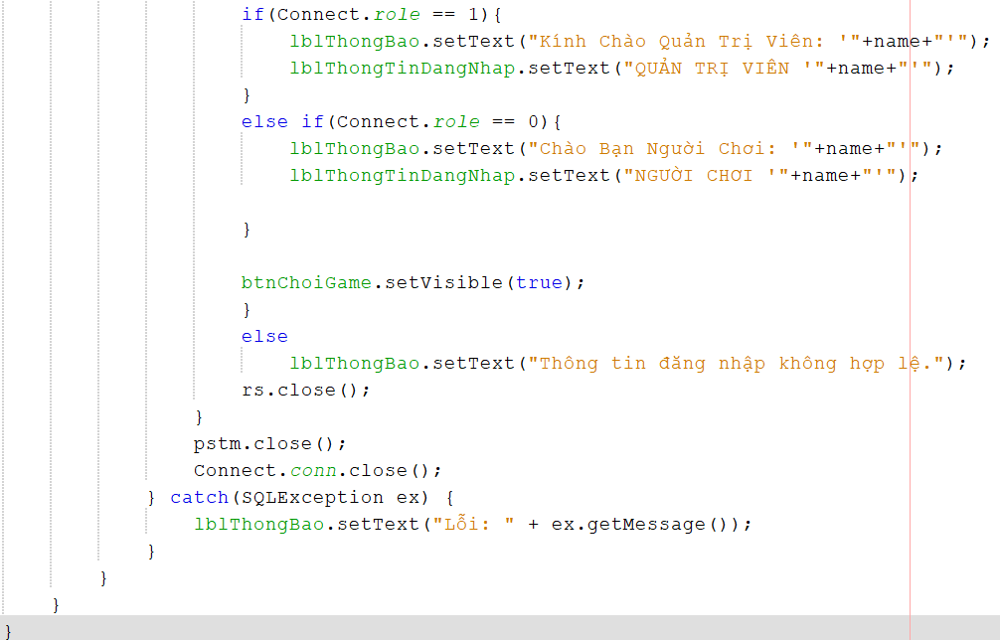 if(Connect.role == 1){
lblThongBao.setText("Kính Chào Quản Trị Viên: '"+name+"'");
lblThongTinDangNhap.setText("QUẢN TRỊ VIÊN '"+name+"'");
}
else if(Connect.role == 0){
lblThongBao.setText("Chào Bạn Người Chơi: '"+name+"'");
lblThongTinDangNhap.setText("NGƯỜI CHƠI '"+name+"'");
}
btnChoiGame.setVisible(true);
}
else
lblThongBao.setText("Thông tin đăng nhập không hợp lệ.");
rs.close();
}
pstm.close();
Connect.conn.close();
} catch(SQLException ex) {
lblThongBao.setText("Lỗi: " + ex.getMessage());
}
}
}
}